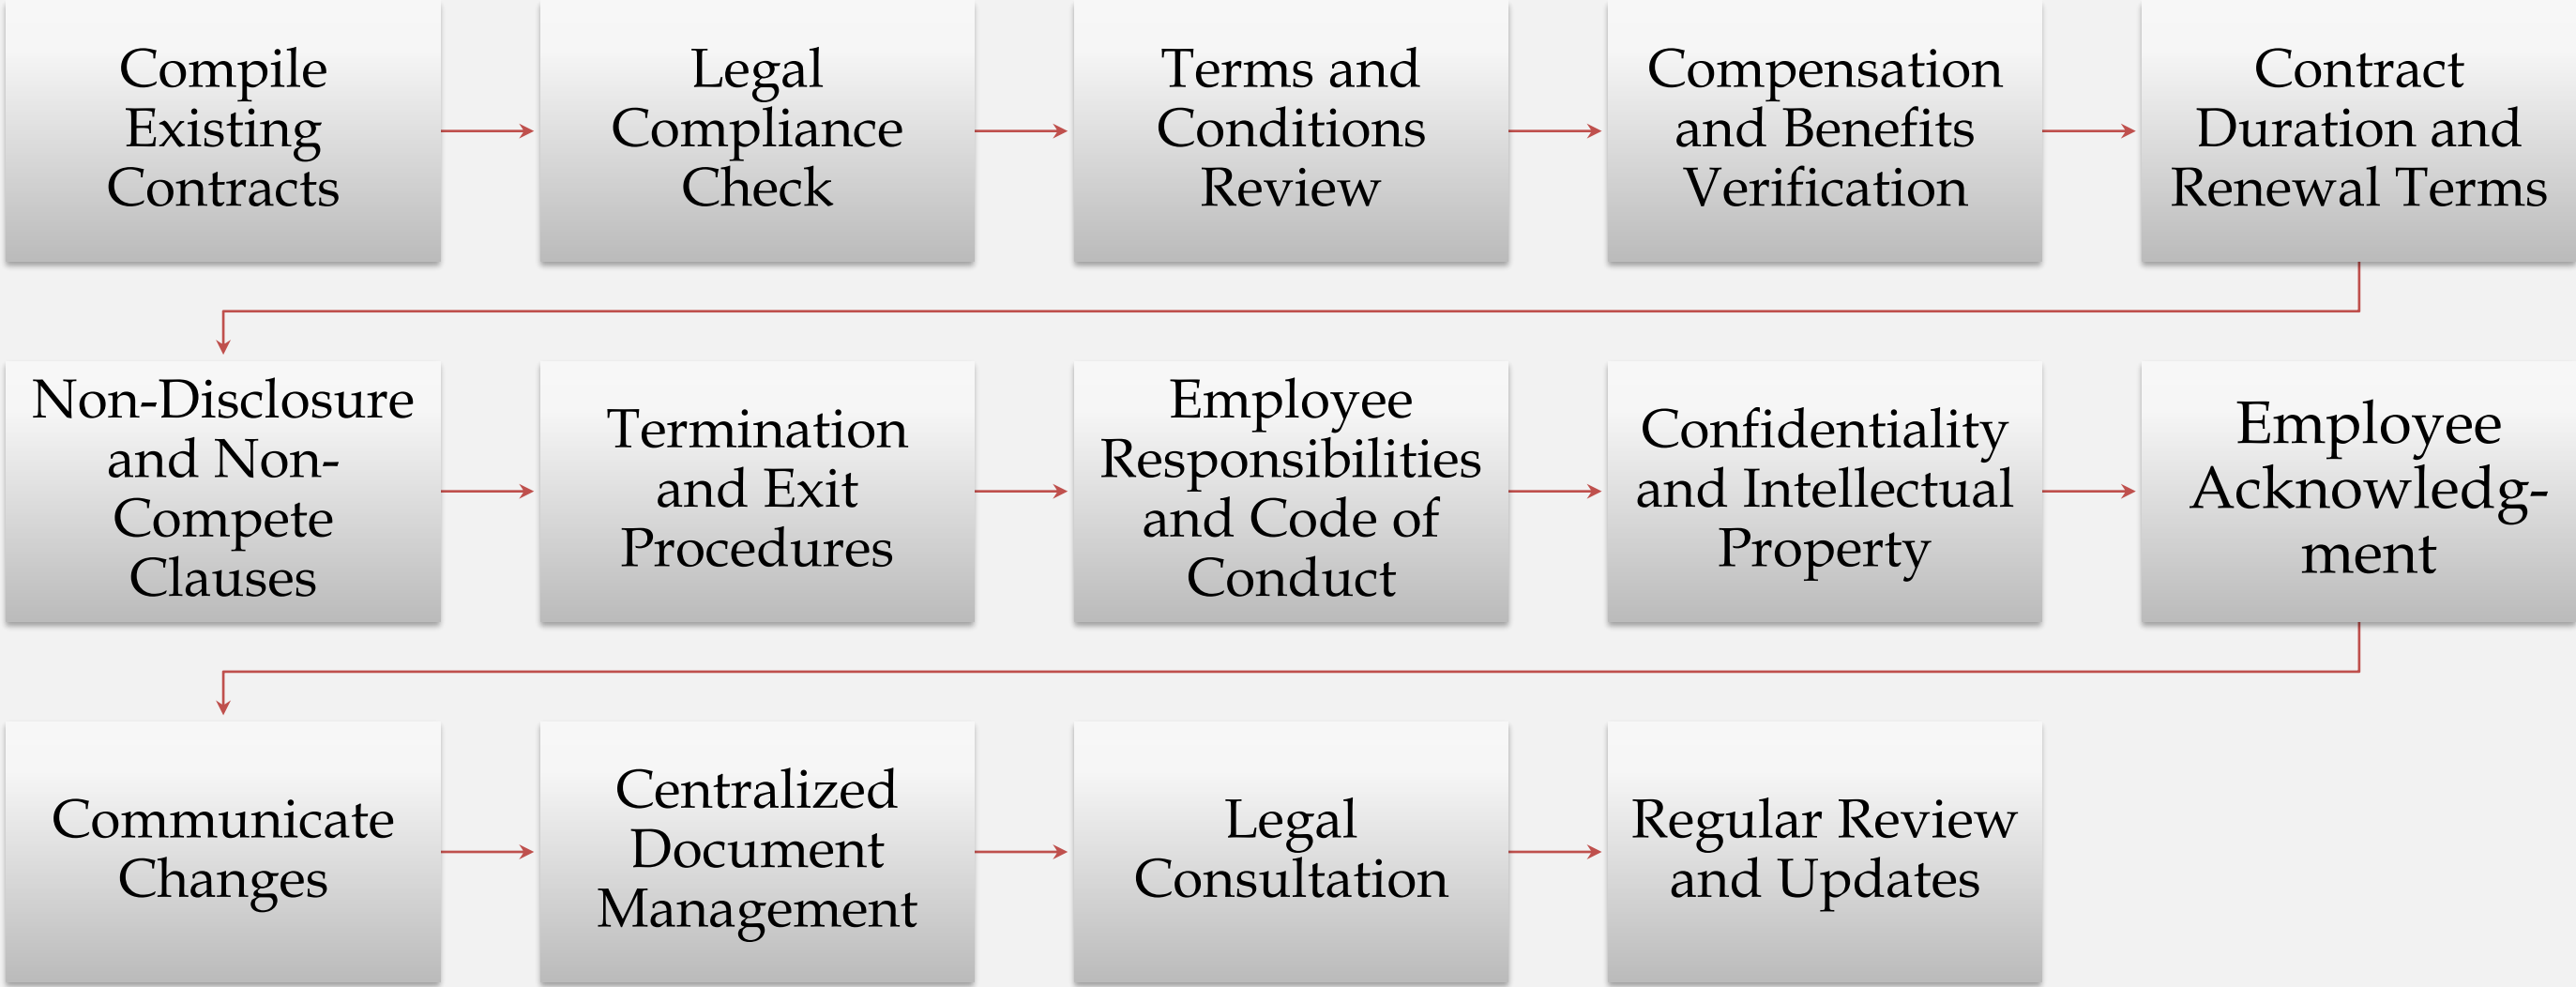 Compile
Existing
Contracts
Legal
Compliance
Check
Terms and
Conditions
Review
Compensation
and Benefits
Verification
Contract
Duration and
Renewal Terms
Non-Disclosure
and Non-
Compete
Clauses
Termination
and Exit
Procedures
Employee
Responsibilities
and Code of
Conduct
Confidentiality
and Intellectual
Property
Employee
Acknowledg-
ment
Communicate
Changes
Centralized
Document
Management
Legal
Consultation
Regular Review
and Updates